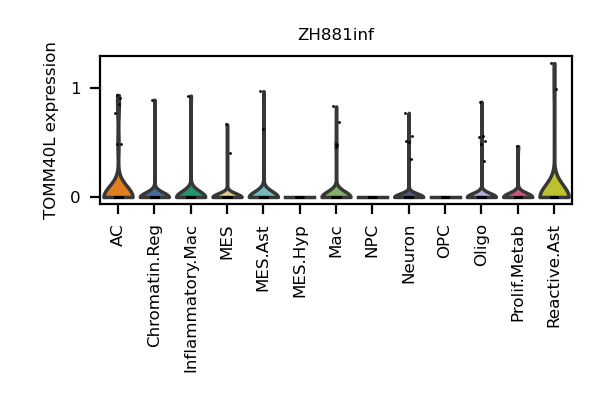 ZH881inf
TOMM40L expression
1
0
AC
Chromatin.Reg
Inflammatory.Mac
MES
MES.Ast
MES.Hyp
Mac
NPC
Neuron
OPC
Oligo
Prolif.Metab
Reactive.Ast